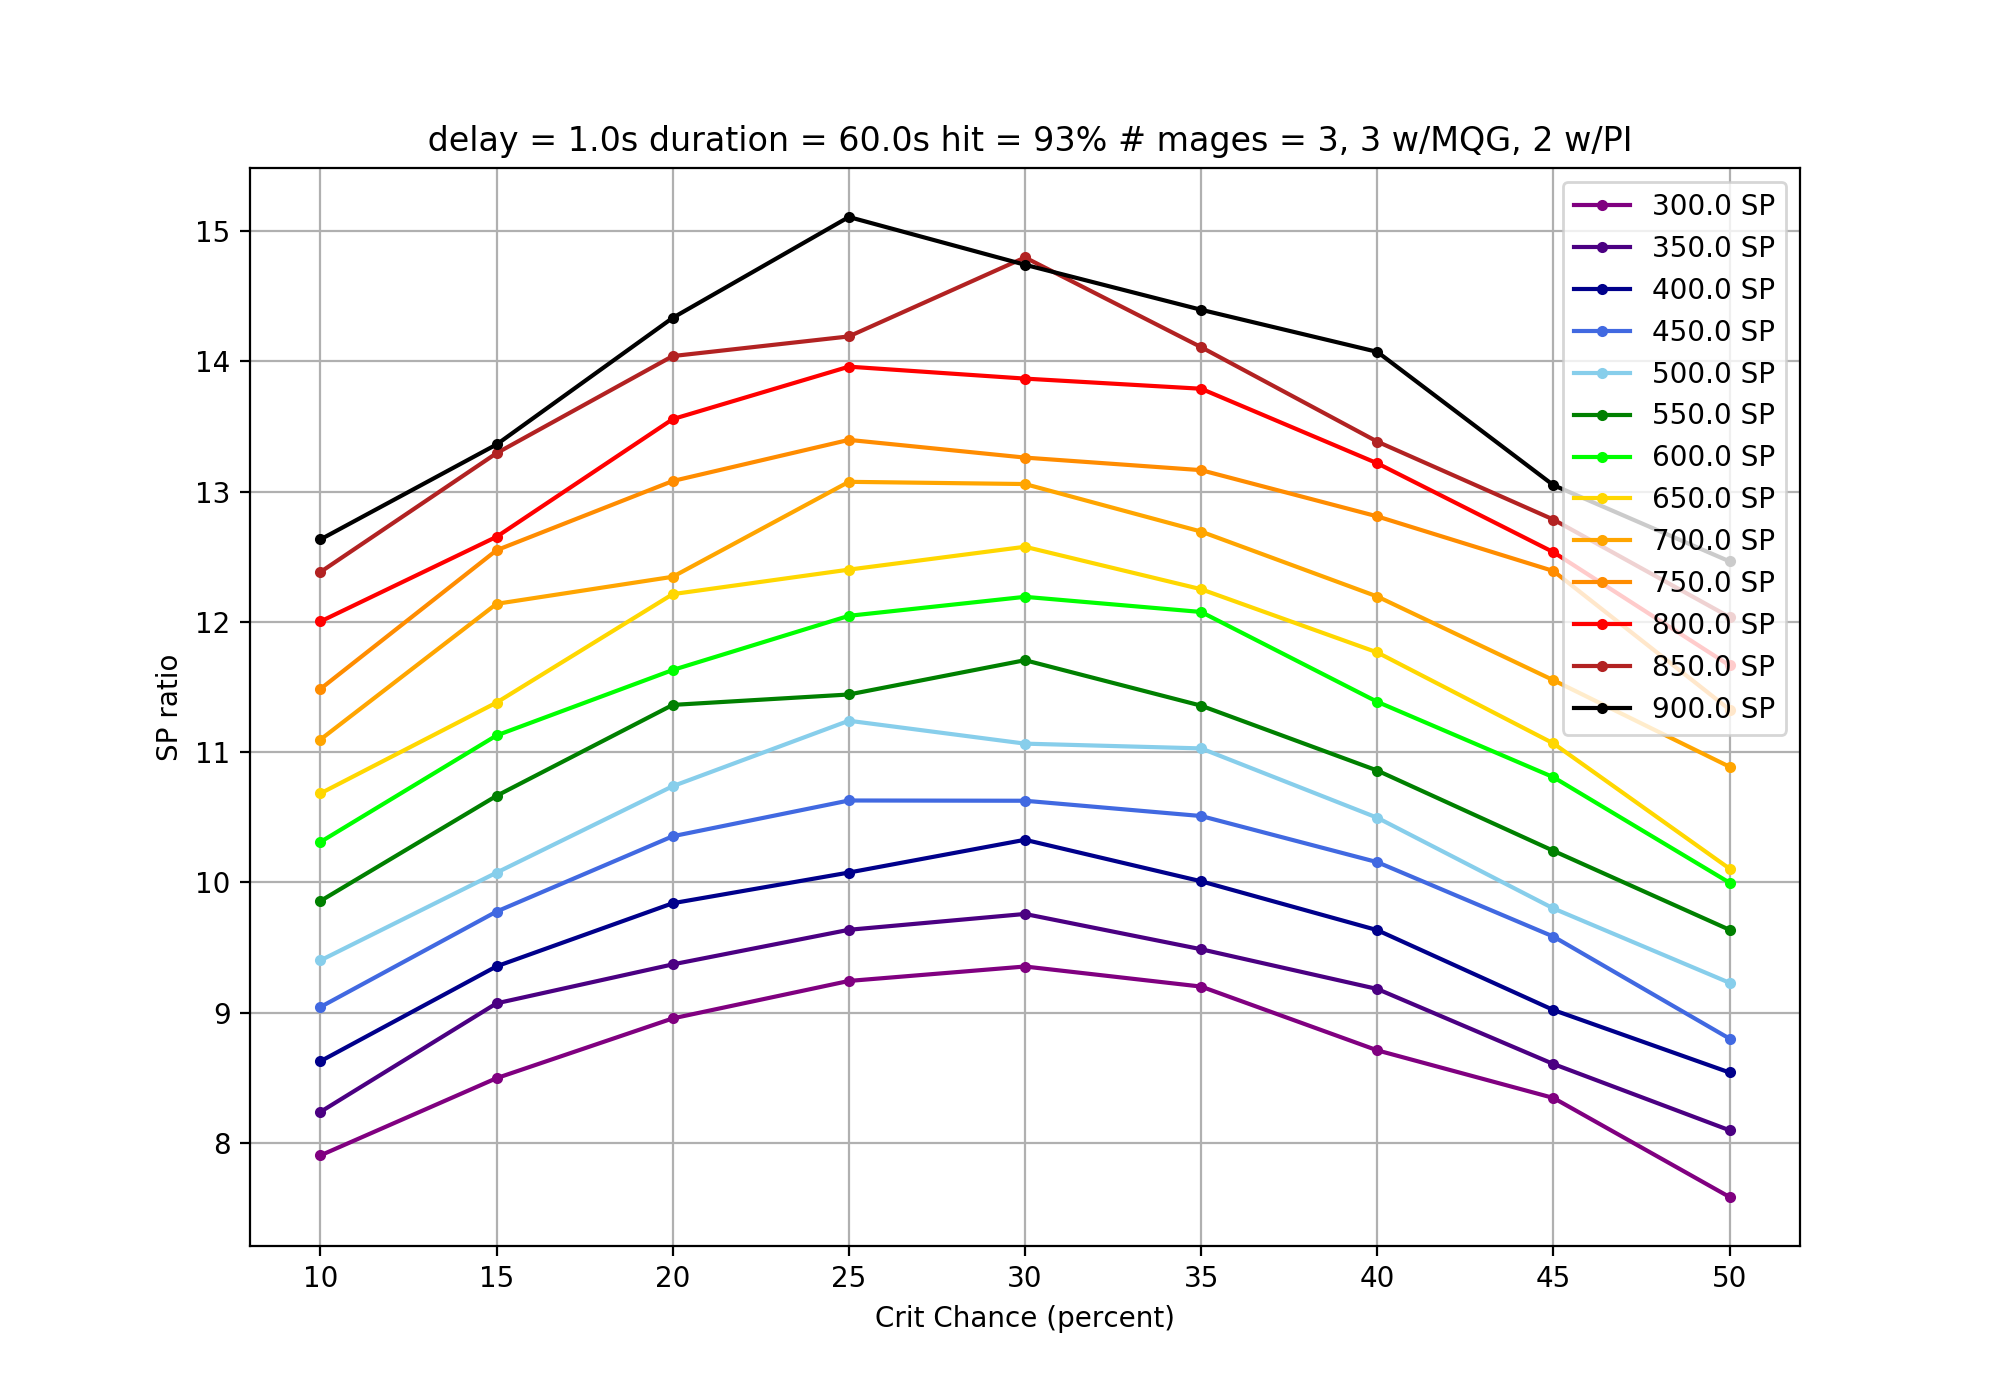 delay = 1.0s duration = 60.0s hit = 93% # mages = 3, 3 w/MQG, 2 w/PI
SP ratio
15
14
13
12
11
10
9
8
300.0 SP
350.0 SP
400.0 SP
450.0 SP
500.0 SP
550.0 SP
600.0 SP
650.0 SP
700.0 SP
750.0 SP
800.0 SP
850.0 SP
900.0 SP
10 15 20 25 30 35 40 45 50
Crit Chance (percent)